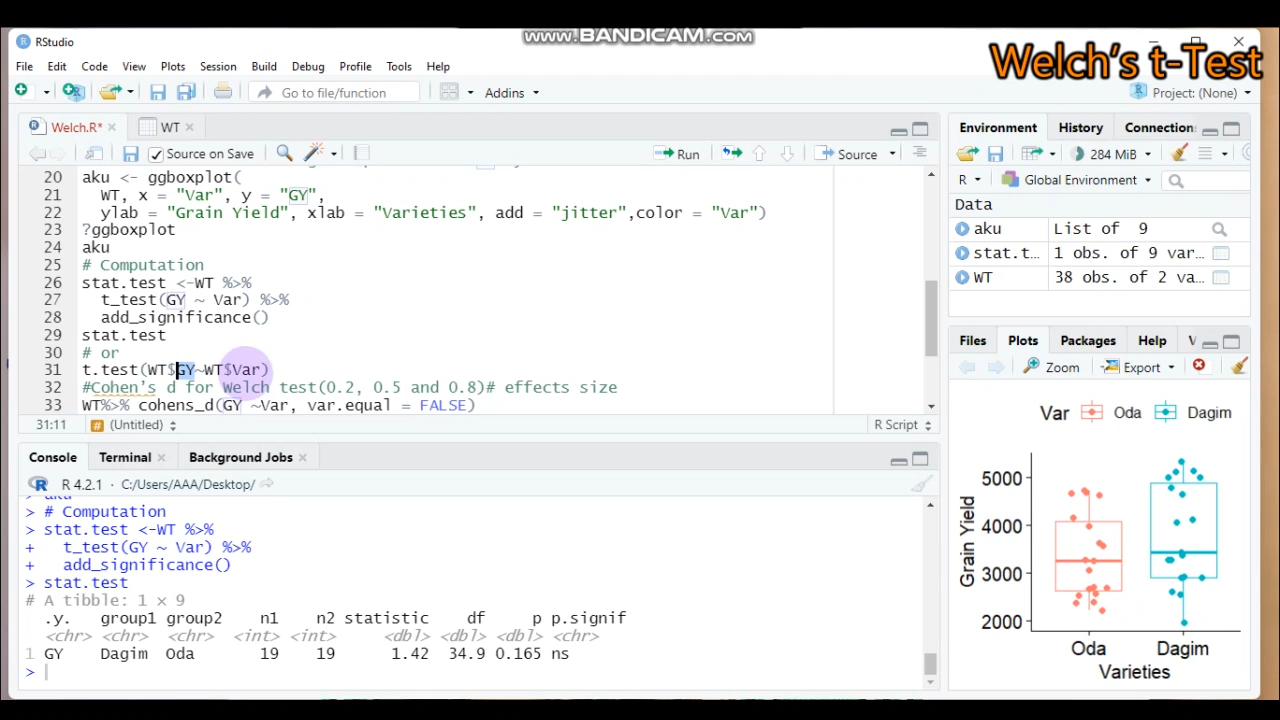 www.BANDICAM.com
RStudio
Welch's t-Test
File Edit Code View Plots Session Build Debug Profile Tools Help
Go to file/function Addins Project: (None)
Welch.R* WT
Environment History Connection
Source on Save Run Source
284 MiB
R Global Environment
20 aku <- ggboxplot(
21 WT, x = "Var", y = "GY",
22 ylab = "Grain Yield", xlab = "Varieties", add = "jitter",color = "Var")
23 ?ggboxplot
24 aku
25 # Computation
26 stat.test <-WT %>%
27 t_test(GY ~ Var) %>%
28 add_significance()
29 stat.test
30 # or
31 t.test(WT$GY~WT$Var)
32 #Cohen's d for Welch test(0.2, 0.5 and 0.8)# effects size
33 WT%>% cohens_d(GY ~Var, var.equal = FALSE)
31:11 # (Untitled) R Script
Data
aku List of 9
stat.t… 1 obs. of 9 var…
WT 38 obs. of 2 va…
Files Plots Packages Help V
Zoom Export
Console Terminal Background Jobs
R 4.2.1 · C:/Users/AAA/Desktop/
> aku
> # Computation
> stat.test <-WT %>%
+ t_test(GY ~ Var) %>%
+ add_significance()
> stat.test
# A tibble: 1 × 9
.y. group1 group2 n1 n2 statistic df p p.signif
<chr> <chr> <chr> <int> <int> <dbl> <dbl> <dbl> <chr>
1 GY Dagim Oda 19 19 1.42 34.9 0.165 ns
>
Var Oda Dagim
5000
4000
3000
2000
Grain Yield
Oda Dagim
Varieties